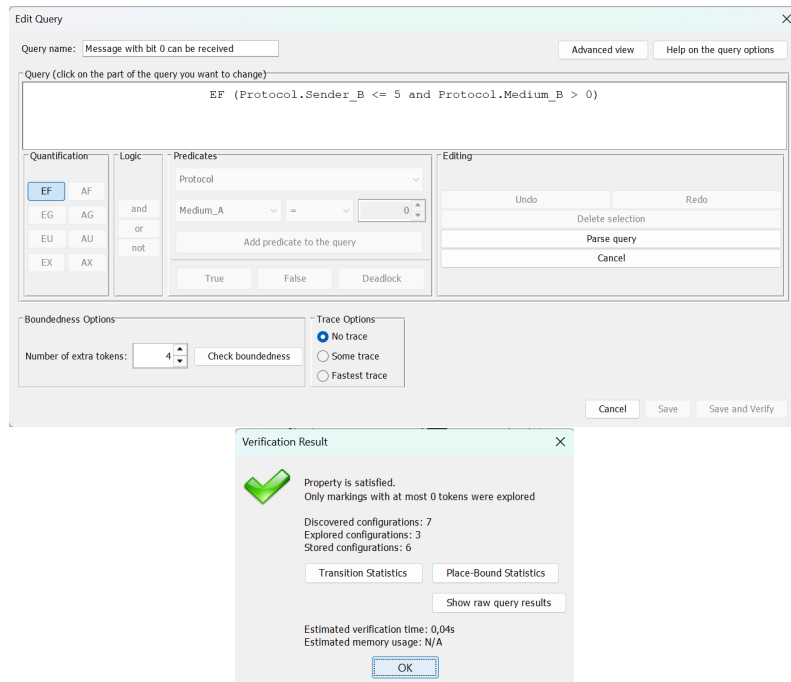 Edit Query
Query name: Message with bit 0 can be received Advanced view Help on the query options
Query (click on the part of the query you want to change)
EF (Protocol.Sender_B <= 5 and Protocol.Medium_B > 0)
Quantification Logic Predicates Editing
Protocol
EF AF Undo Redo
EG AG and Medium_A = 0 Delete selection
or
EU AU Add predicate to the query Parse query
not
EX AX True False Deadlock Cancel
Boundedness Options Trace Options
No trace
Number of extra tokens: 4 Check boundedness Some trace
Fastest trace
Cancel Save Save and Verify
Verification Result
Property is satisfied.
Only markings with at most 0 tokens were explored
Discovered configurations: 7
Explored configurations: 3
Stored configurations: 6
Transition Statistics Place-Bound Statistics
Show raw query results
Estimated verification time: 0,04s
Estimated memory usage: N/A
OK